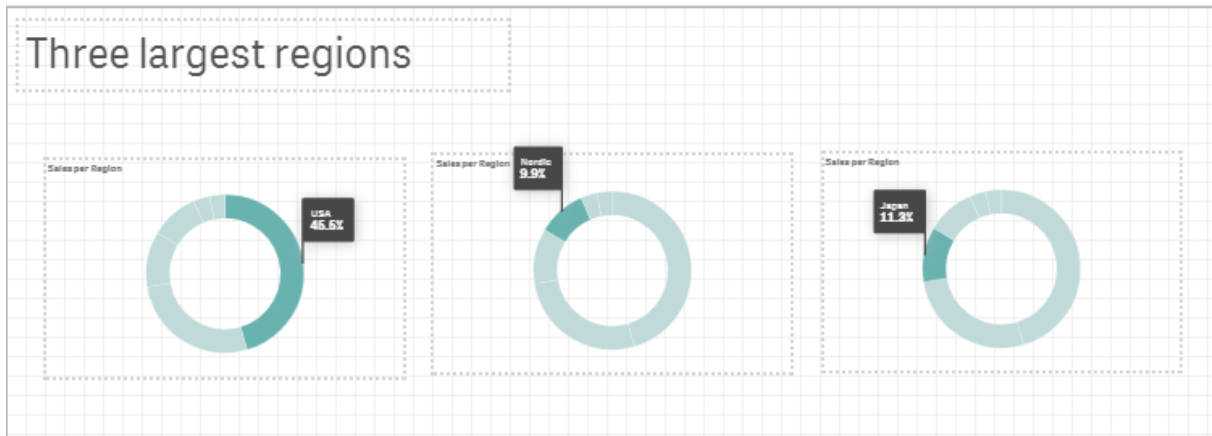 Three largest regions
Sales per Region
USA
45.5%
Sales per Region
Nordic
9.9%
Sales per Region
Japan
11.3%